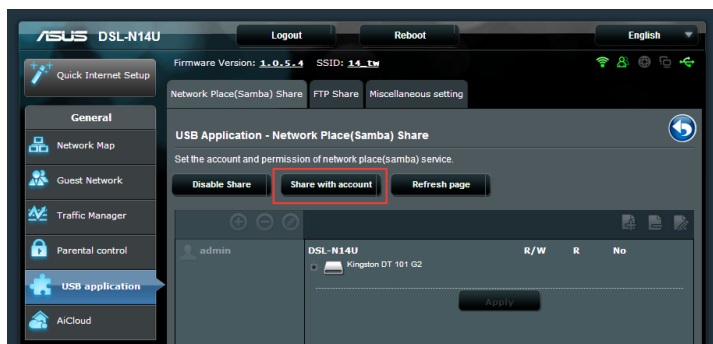 ASUS DSL-N14U Logout Reboot English
Quick Internet Setup
Firmware Version: 1.0.5.4 SSID: 14_tw
Network Place(Samba) Share FTP Share Miscellaneous setting
General
Network Map
Guest Network
Traffic Manager
Parental control
USB application
AiCloud
USB Application - Network Place(Samba) Share
Set the account and permission of network place(samba) service.
Disable Share Share with account Refresh page
admin
DSL-N14U R/W R No
Kingston DT 101 G2
Apply